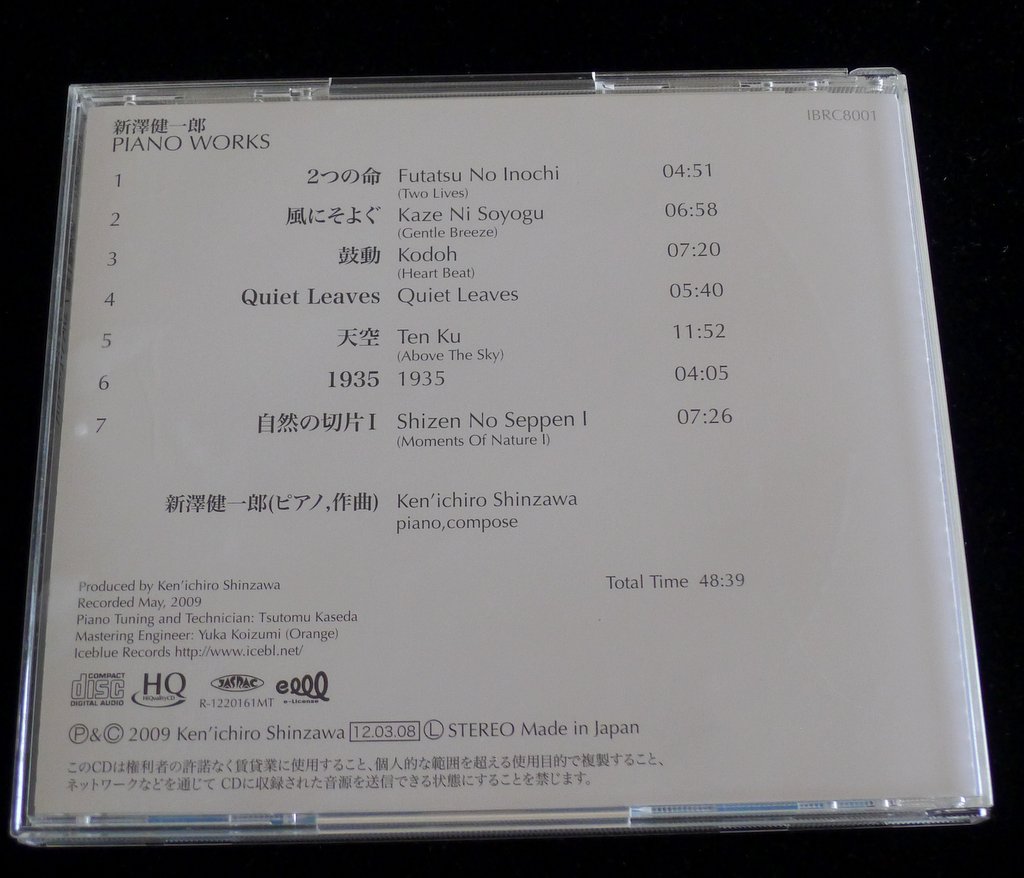 新澤健一郎
PIANO WORKS
IBRC8001
1 2つの命 Futatsu No Inochi 04:51
(Two Lives)
2 風にそよぐ Kaze Ni Soyogu 06:58
(Gentle Breeze)
3 鼓動 Kodoh 07:20
(Heart Beat)
4 Quiet Leaves Quiet Leaves 05:40
5 天空 Ten Ku 11:52
(Above The Sky)
6 1935 1935 04:05
7 自然の切片I Shizen No Seppen I 07:26
(Moments Of Nature I)
新澤健一郎(ピアノ,作曲) Ken'ichiro Shinzawa
piano,compose
Total Time 48:39
Produced by Ken'ichiro Shinzawa
Recorded May, 2009
Piano Tuning and Technician: Tsutomu Kaseda
Mastering Engineer: Yuka Koizumi (Orange)
Iceblue Records http://www.icebl.net/
COMPACT disc DIGITAL AUDIO HQ HiQualityCD JASRAC R-1220161MT e-License
Ⓟ&Ⓒ 2009 Ken'ichiro Shinzawa 12.03.08 Ⓛ STEREO Made in Japan
このCDは権利者の許諾なく賃貸業に使用すること、個人的な範囲を超える使用目的で複製すること、
ネットワークなどを通じて CDに収録された音源を送信できる状態にすることを禁じます。